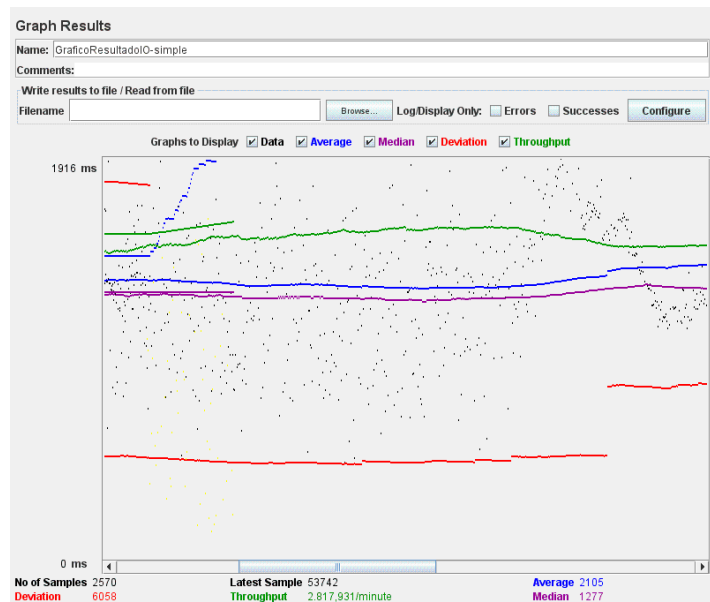 Graph Results
Name: GraficoResultadoIO-simple
Comments:
Write results to file / Read from file
Filename Browse... Log/Display Only: Errors Successes Configure
Graphs to Display Data Average Median Deviation Throughput
1916 ms
0 ms
No of Samples 2570 Latest Sample 53742 Average 2105
Deviation 6058 Throughput 2.817,931/minute Median 1277